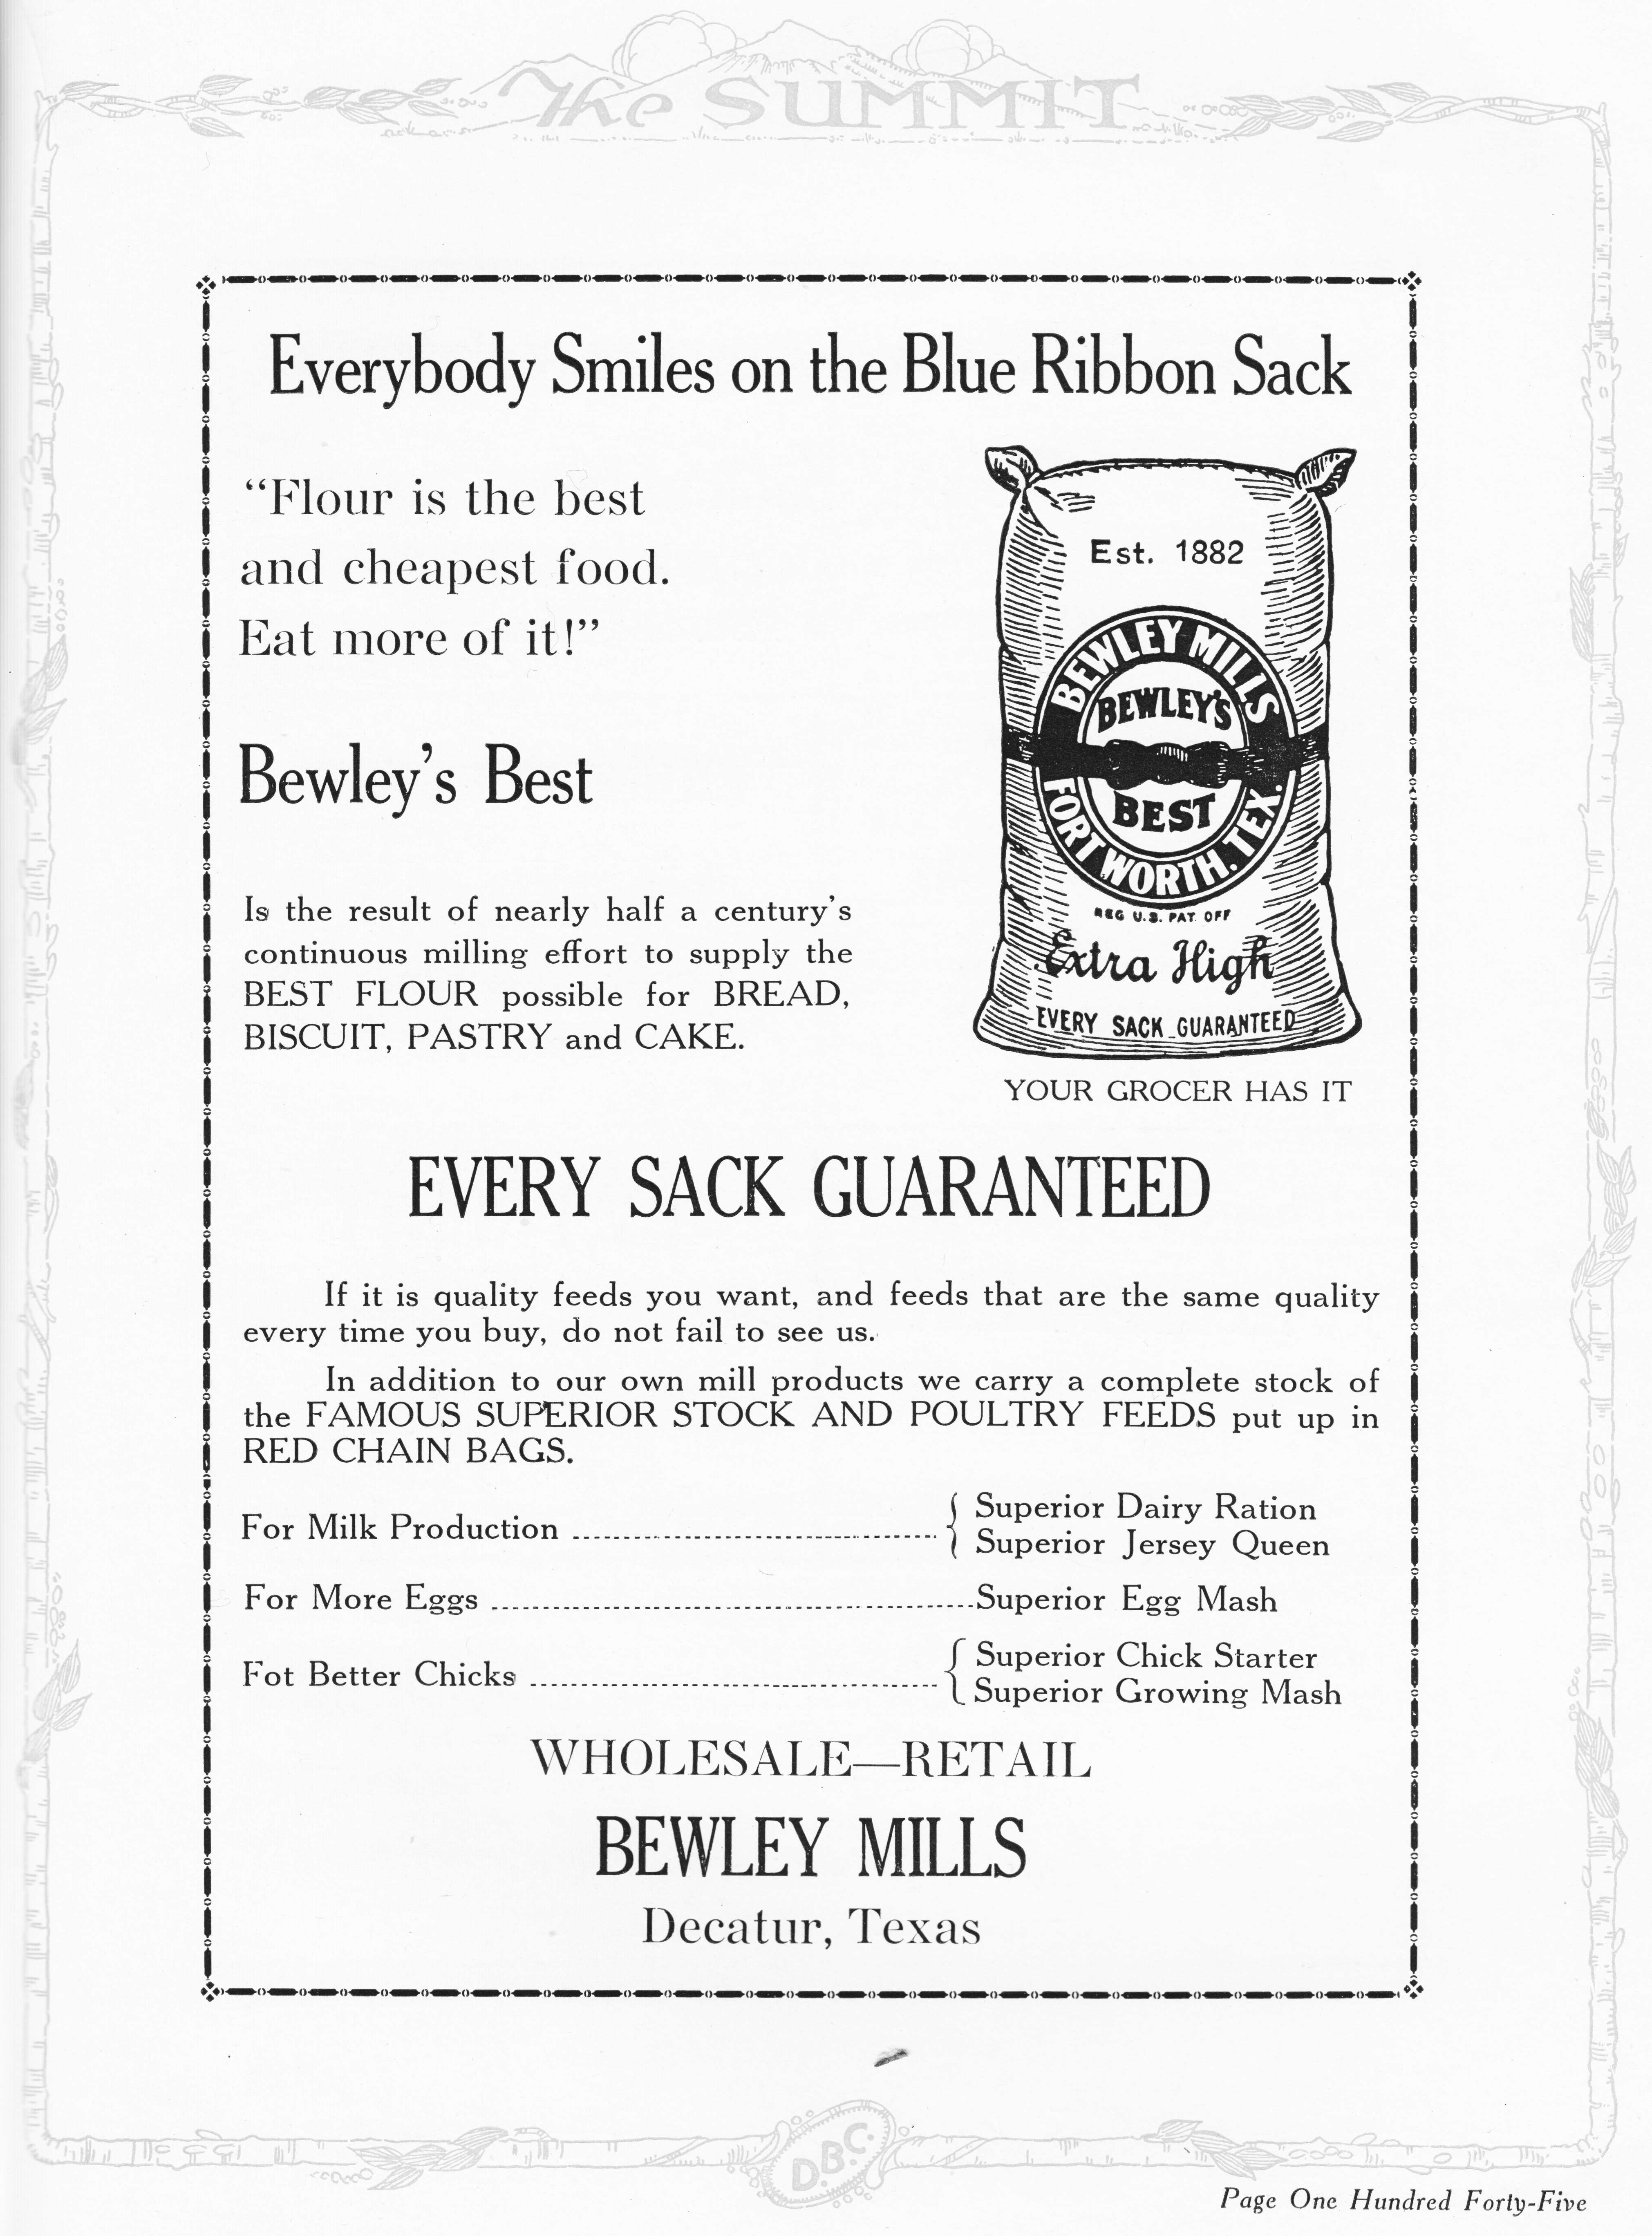 The SUMMIT
Everybody Smiles on the Blue Ribbon Sack
“Flour is the best
and cheapest food.
Eat more of it!”
Bewley’s Best
Is the result of nearly half a century’s
continuous milling effort to supply the
BEST FLOUR possible for BREAD,
BISCUIT, PASTRY and CAKE.
Est. 1882
BEWLEY MILLS
BEWLEY'S
BEST
FORT WORTH. TEX.
REG U.S. PAT. OFF
Extra High
EVERY SACK GUARANTEED
YOUR GROCER HAS IT
EVERY SACK GUARANTEED
If it is quality feeds you want, and feeds that are the same quality
every time you buy, do not fail to see us.
In addition to our own mill products we carry a complete stock of
the FAMOUS SUPERIOR STOCK AND POULTRY FEEDS put up in
RED CHAIN BAGS.
For Milk Production { Superior Dairy Ration
Superior Jersey Queen
For More Eggs Superior Egg Mash
Fot Better Chicks { Superior Chick Starter
Superior Growing Mash
WHOLESALE—RETAIL
BEWLEY MILLS
Decatur, Texas
D.B.C.
Page One Hundred Forty-Five